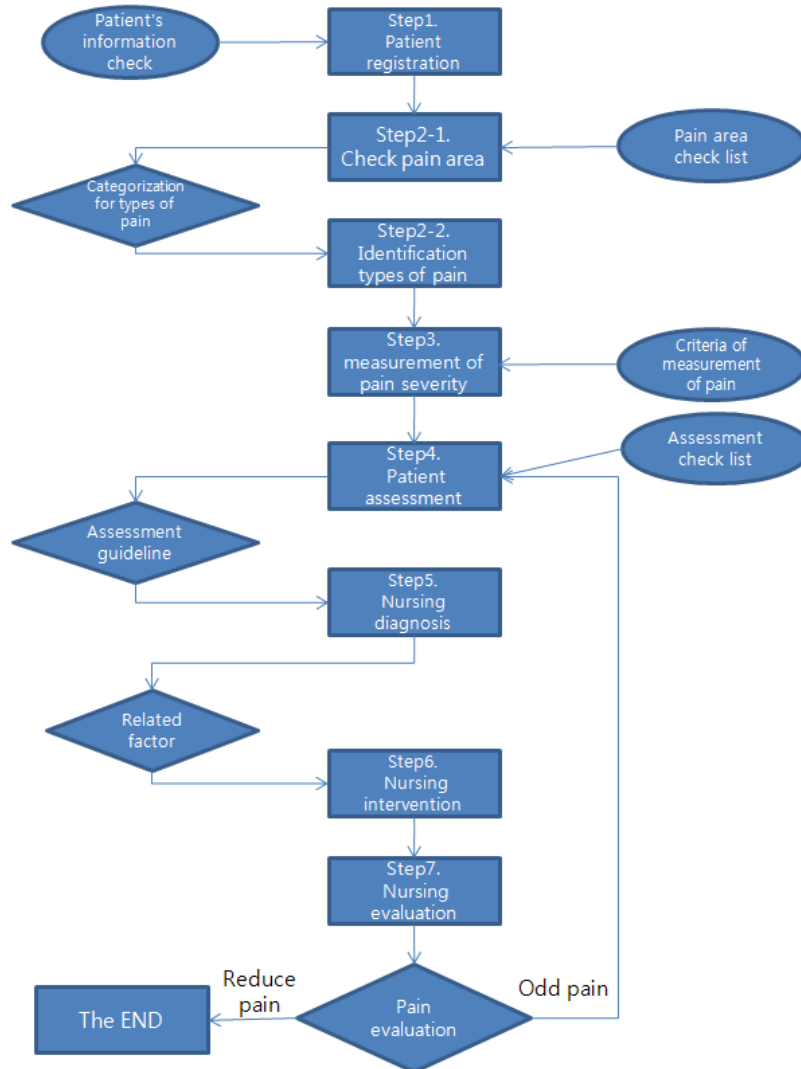 Patient's
information
check
Step1.
Patient
registration
Step2-1.
Check pain area
Pain area
check list
Categorization
for types of
pain
Step2-2.
Identification
types of pain
Step3.
measurement of
pain severity
Criteria of
measurement
of pain
Assessment
check list
Step4.
Patient
assessment
Assessment
guideline
Step5.
Nursing
diagnosis
Related
factor
Step6.
Nursing
intervention
Step7.
Nursing
evaluation
Pain
evaluation
Reduce
pain
Odd pain
The END